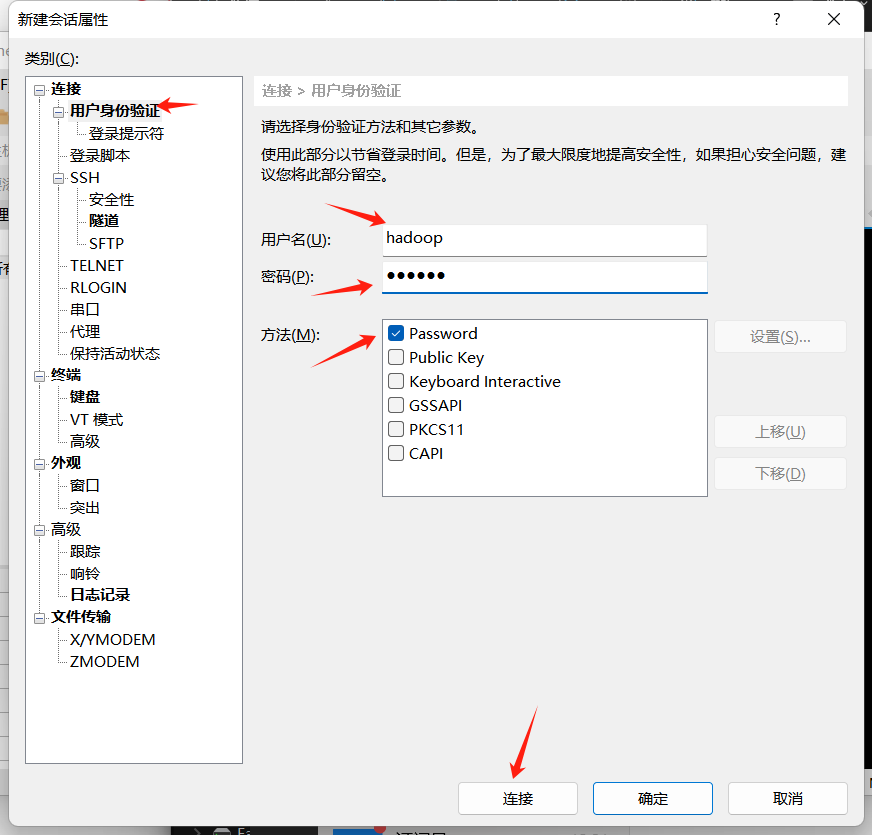 新建会话属性
?
类别(C):
连接
用户身份验证
登录提示符
登录脚本
SSH
安全性
隧道
SFTP
TELNET
RLOGIN
串口
代理
保持活动状态
终端
键盘
VT 模式
高级
外观
窗口
突出
高级
跟踪
响铃
日志记录
文件传输
X/YMODEM
ZMODEM
连接 > 用户身份验证
请选择身份验证方法和其它参数。
使用此部分以节省登录时间。但是，为了最大限度地提高安全性，如果担心安全问题，建
议您将此部分留空。
用户名(U):
hadoop
密码(P):
●●●●●●
方法(M):
Password
Public Key
Keyboard Interactive
GSSAPI
PKCS11
CAPI
设置(S)...
上移(U)
下移(D)
连接
确定
取消